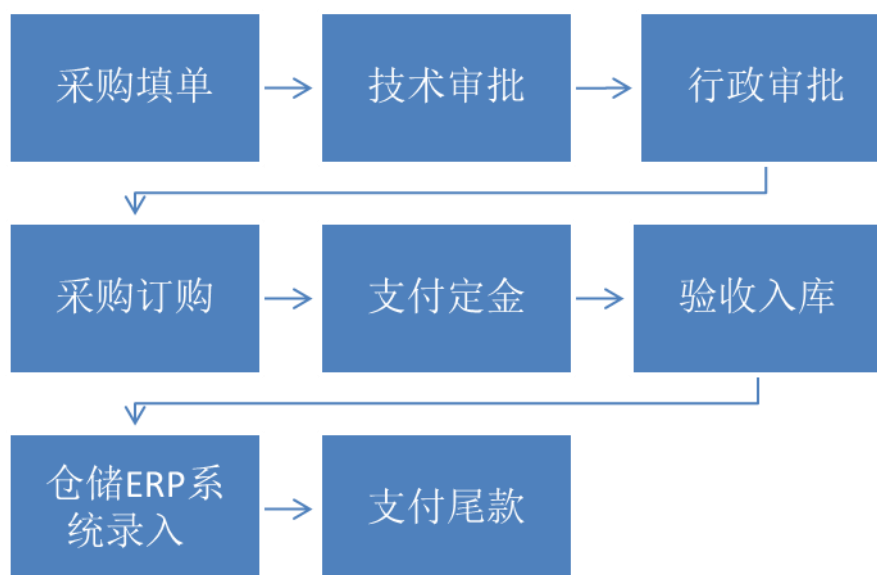 采购填单
技术审批
行政审批
采购订购
支付定金
验收入库
仓储ERP系
统录入
支付尾款